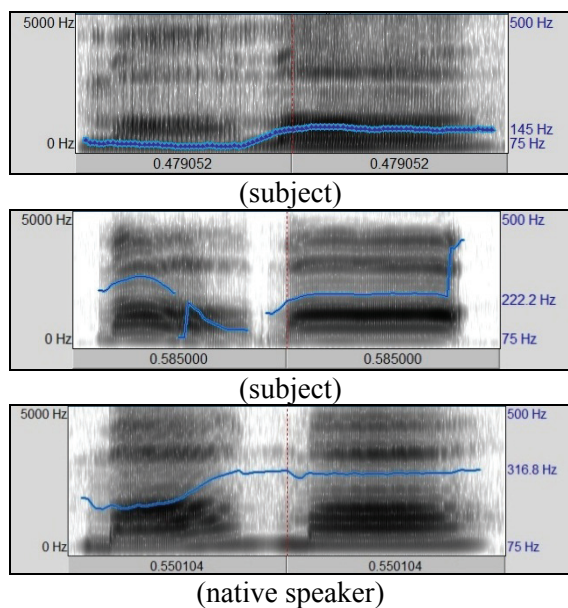 5000 Hz 500 Hz
145 Hz
0 Hz 75 Hz
0.479052 0.479052
(subject)
5000 Hz 500 Hz
222.2 Hz
0 Hz 75 Hz
0.585000 0.585000
(subject)
5000 Hz 500 Hz
316.8 Hz
0 Hz 75 Hz
0.550104 0.550104
(native speaker)